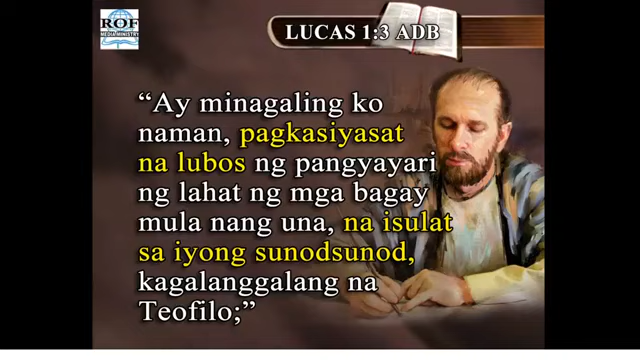 ROF
MEDIA MINISTRY
LUCAS 1:3 ADB
“Ay minagaling ko
naman, pagkasiyasat
na lubos ng pangyayari
ng lahat ng mga bagay
mula nang una, na isulat
sa iyong sunodsunod,
kagalanggalang na
Teofilo;”